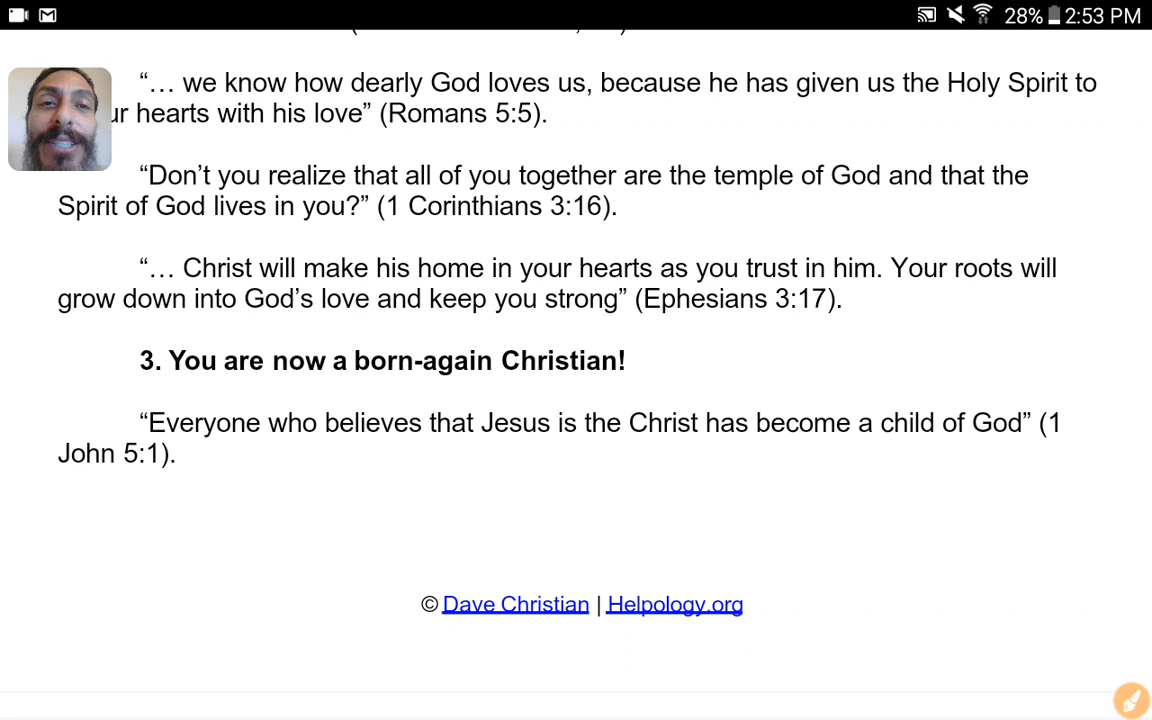 28% 2:53 PM
“… we know how dearly God loves us, because he has given us the Holy Spirit to
hearts with his love” (Romans 5:5).
“Don’t you realize that all of you together are the temple of God and that the
Spirit of God lives in you?” (1 Corinthians 3:16).
“… Christ will make his home in your hearts as you trust in him. Your roots will
grow down into God’s love and keep you strong” (Ephesians 3:17).
3. You are now a born-again Christian!
“Everyone who believes that Jesus is the Christ has become a child of God” (1
John 5:1).
© Dave Christian | Helpology.org